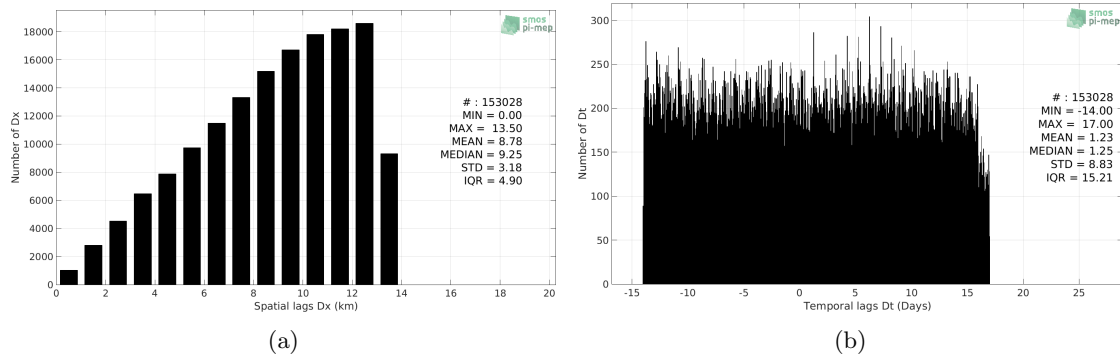 smos
pi-mep
Number of Dx
18000
16000
14000
12000
10000
8000
6000
4000
2000
0
# : 153028
MIN = 0.00
MAX = 13.50
MEAN = 8.78
MEDIAN = 9.25
STD = 3.18
IQR = 4.90
0 2 4 6 8 10 12 14 16 18 20
Spatial lags Dx (km)
(a)
smos
pi-mep
Number of Dt
300
250
200
150
100
50
0
# : 153028
MIN = -14.00
MAX = 17.00
MEAN = 1.23
MEDIAN = 1.25
STD = 8.83
IQR = 15.21
-15 -10 -5 0 5 10 15 20 25
Temporal lags Dt (Days)
(b)